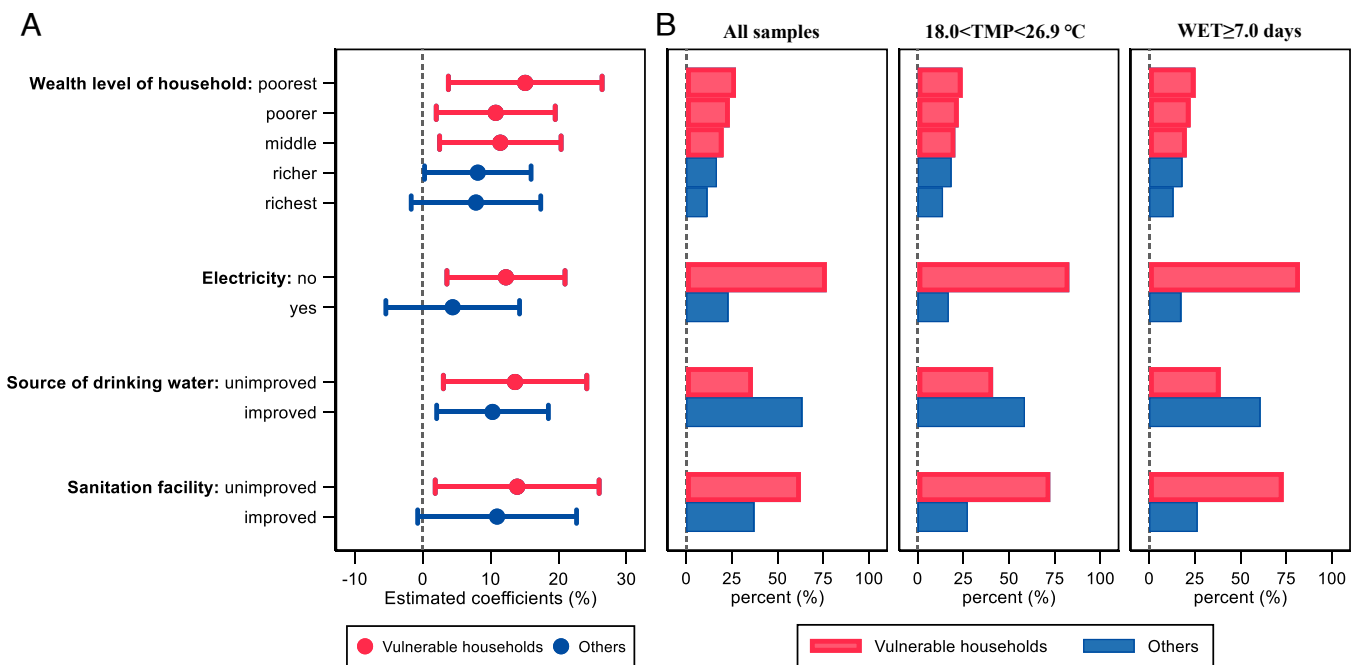 A
B
All samples
18.0<TMP<26.9 °C
WET≥7.0 days
Wealth level of household: poorest
poorer
middle
richer
richest
Electricity: no
yes
Source of drinking water: unimproved
improved
Sanitation facility: unimproved
improved
-10 0 10 20 30
0 25 50 75 100
0 25 50 75 100
0 25 50 75 100
Estimated coefficients (%)
percent (%)
percent (%)
percent (%)
Vulnerable households Others
Vulnerable households Others